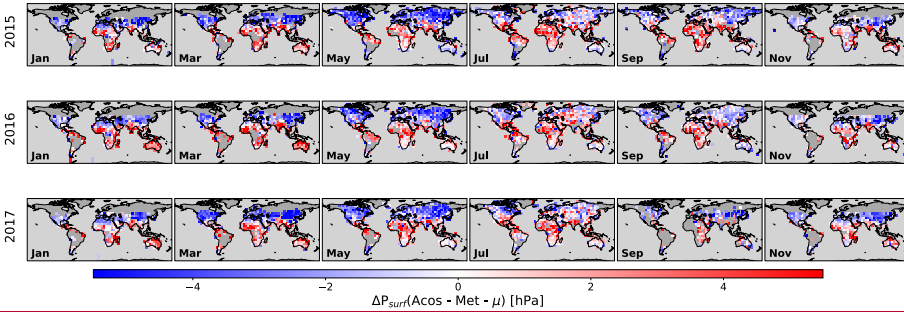 2015
Jan Mar May Jul Sep Nov
2016
Jan Mar May Jul Sep Nov
2017
Jan Mar May Jul Sep Nov
−4 −2 0 2 4
ΔP_surf(Acos - Met - μ) [hPa]